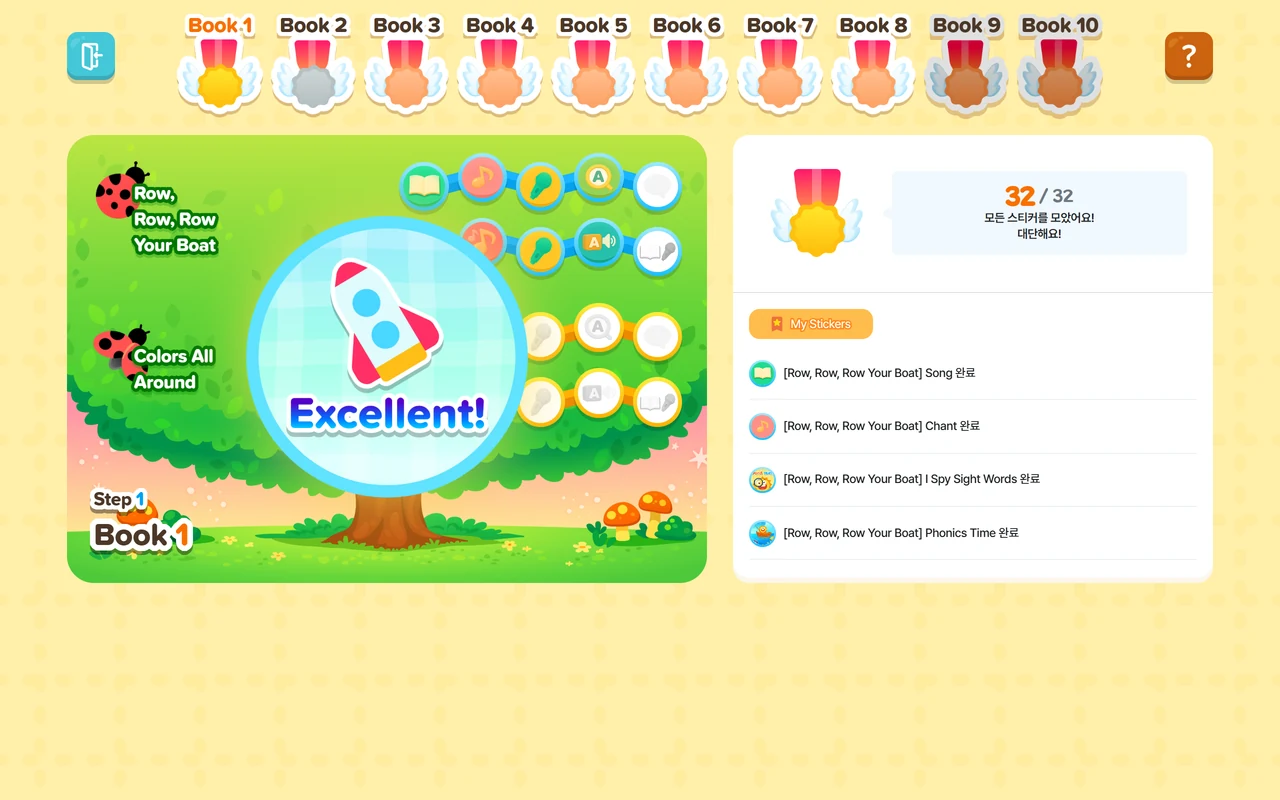 Book 1
Book 2
Book 3
Book 4
Book 5
Book 6
Book 7
Book 8
Book 9
Book 10
?
Row,
Row, Row
Your Boat
A
A
Colors All
Around
A
A
Excellent!
Step 1
Book 1
32 / 32
모든 스티커를 모았어요!
대단해요!
My Stickers
[Row, Row, Row Your Boat] Song 완료
[Row, Row, Row Your Boat] Chant 완료
[Row, Row, Row Your Boat] I Spy Sight Words 완료
[Row, Row, Row Your Boat] Phonics Time 완료